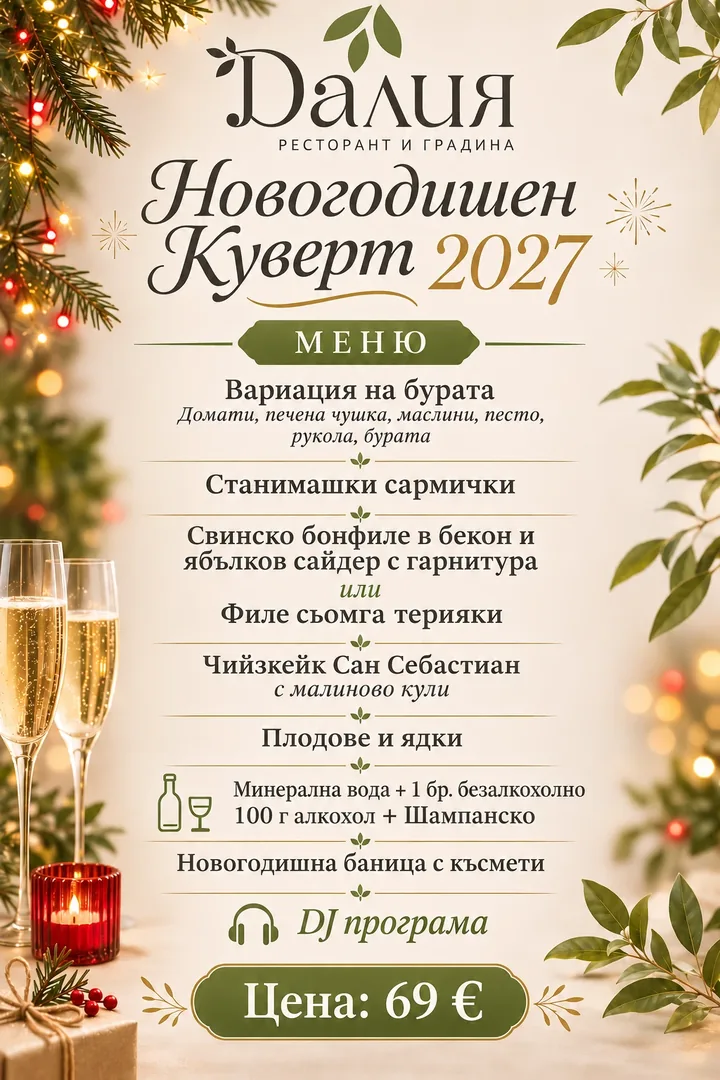 Далия
РЕСТОРАНТ И ГРАДИНА
Новогодишен
Куверт 2027
МЕНЮ
Вариация на бурата
Домати, печена чушка, маслини, песто,
рукола, бурата
Станимашки сармички
Свинско бонфиле в бекон и
ябълков сайдер с гарнитура
или
Филе сьомга терияки
Чийзкейк Сан Себастиан
с малиново кули
Плодове и ядки
Минерална вода + 1 бр. безалкохолно
100 г алкохол + Шампанско
Новогодишна баница с късмети
DJ програма
Цена: 69 €